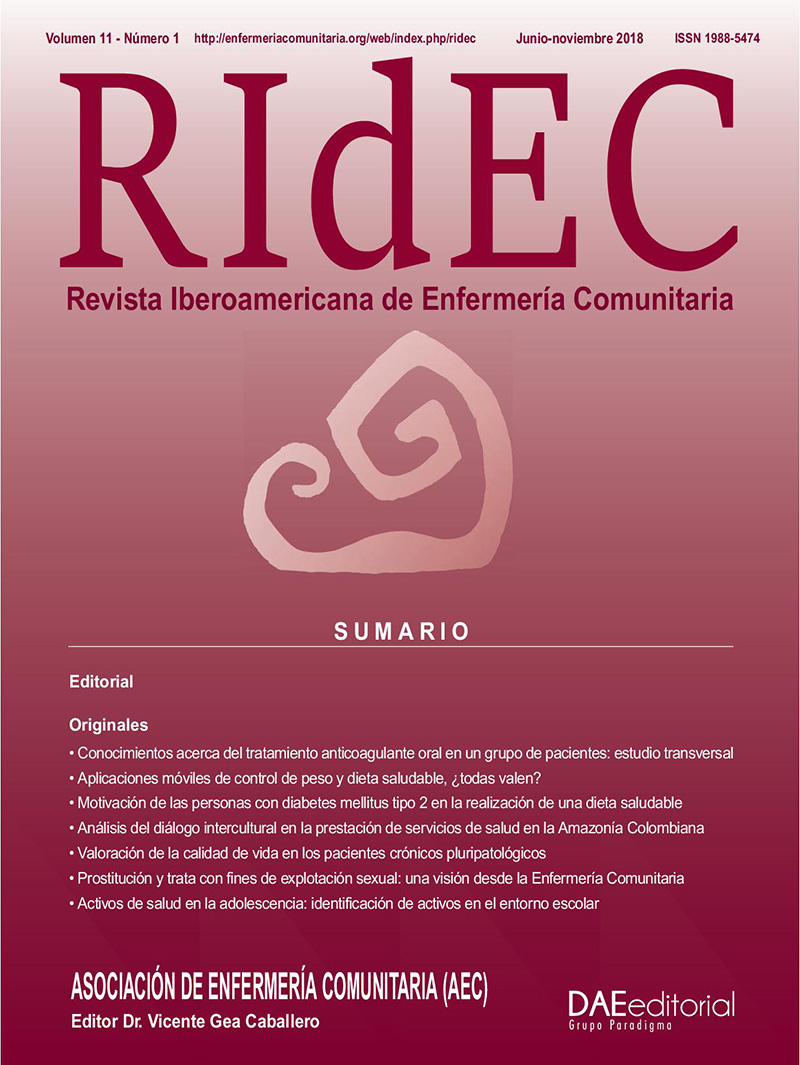 Volumen 11 - Número 1 http://enfermeriacomunitaria.org/web/index.php/ridec Junio-noviembre 2018 ISSN 1988-5474
RIdEC
Revista Iberoamericana de Enfermería Comunitaria
SUMARIO
Editorial
Originales
• Conocimientos acerca del tratamiento anticoagulante oral en un grupo de pacientes: estudio transversal
• Aplicaciones móviles de control de peso y dieta saludable, ¿todas valen?
• Motivación de las personas con diabetes mellitus tipo 2 en la realización de una dieta saludable
• Análisis del diálogo intercultural en la prestación de servicios de salud en la Amazonía Colombiana
• Valoración de la calidad de vida en los pacientes crónicos pluripatológicos
• Prostitución y trata con fines de explotación sexual: una visión desde la Enfermería Comunitaria
• Activos de salud en la adolescencia: identificación de activos en el entorno escolar
ASOCIACIÓN DE ENFERMERÍA COMUNITARIA (AEC)
Editor Dr. Vicente Gea Caballero
DAEeditorial
Grupo Paradigma